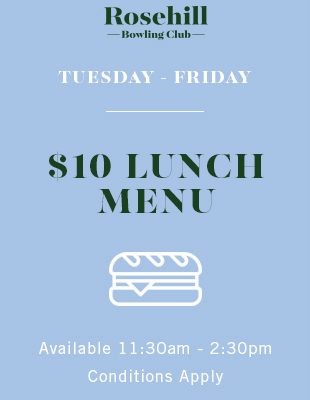 Rosehill
Bowling Club
TUESDAY - FRIDAY
$10 LUNCH
MENU
Available 11:30am - 2:30pm
Conditions Apply